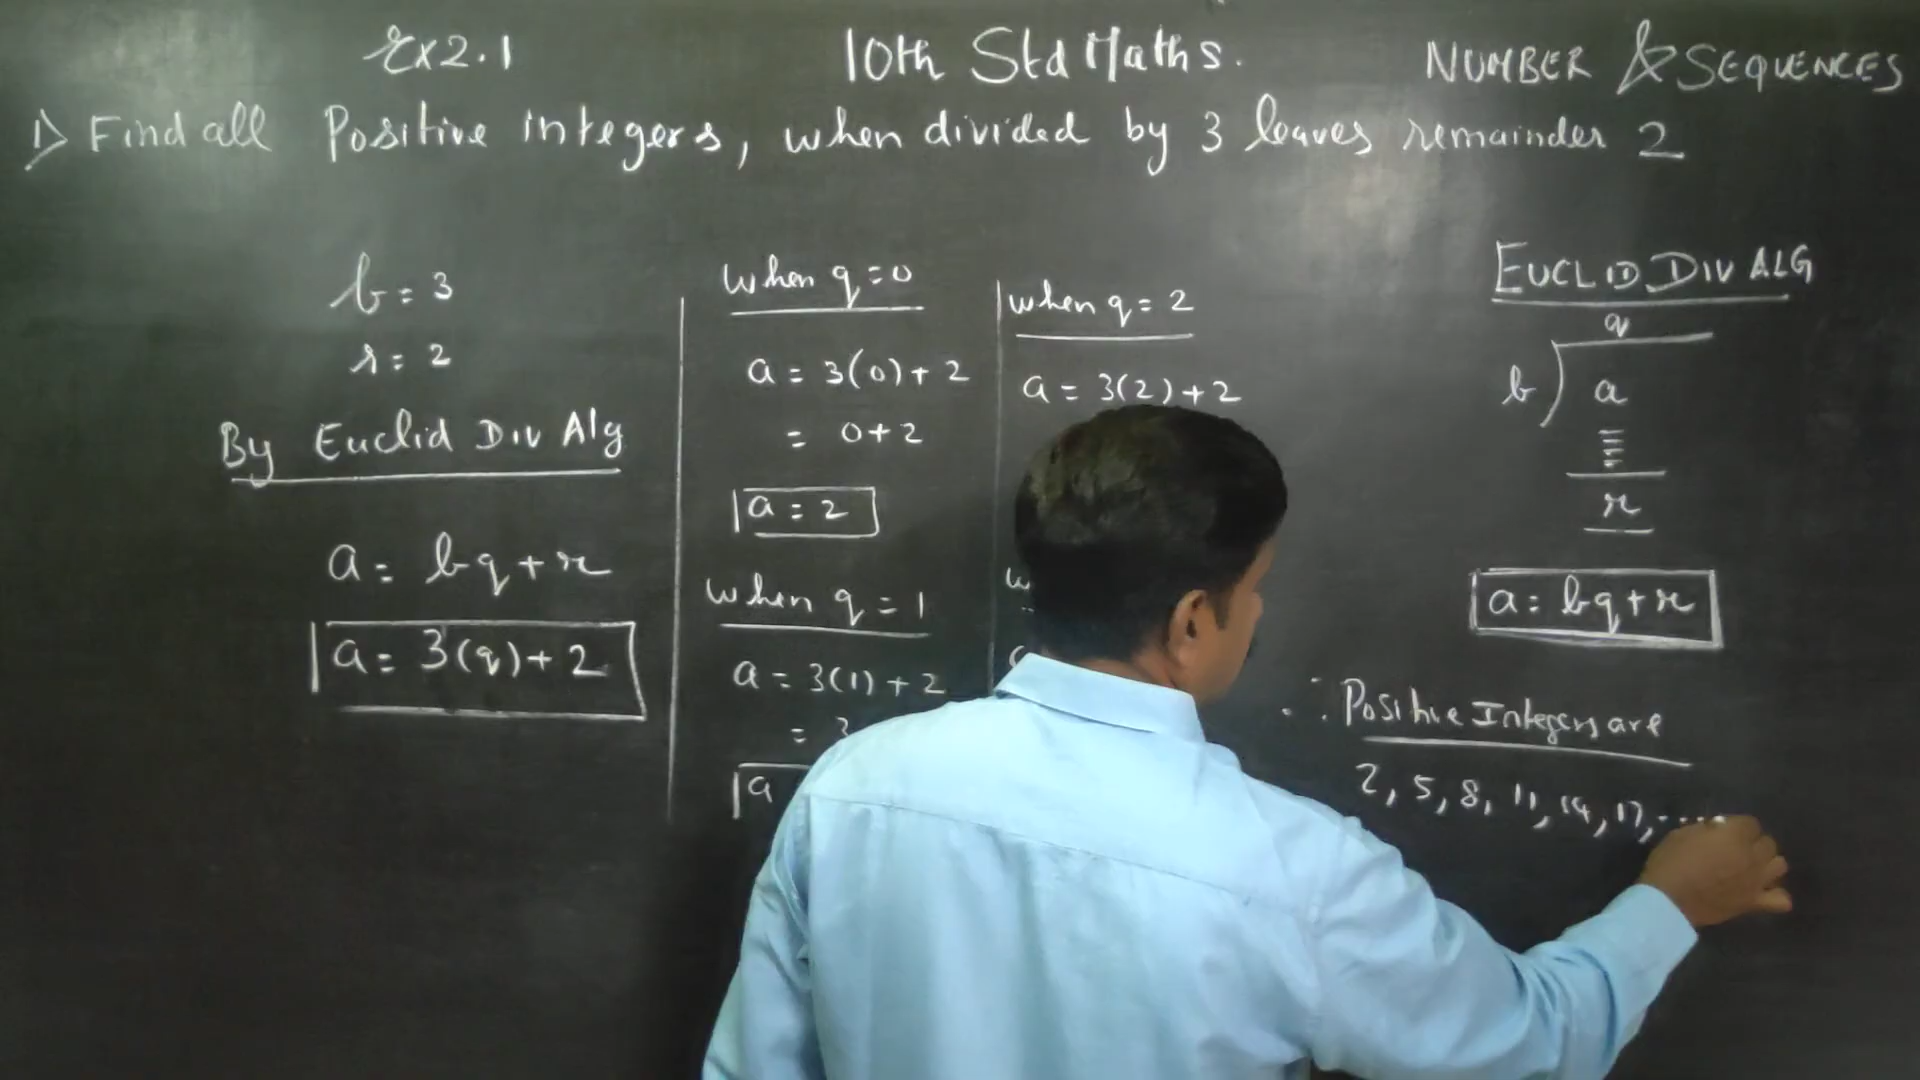 Ex 2.1
10th Std Maths.
NUMBER & SEQUENCES
1) Find all Positive integers, when divided by 3 leaves remainder 2
b = 3
r = 2
By Euclid Div Alg
a = bq + r
a = 3(q) + 2
when q = 0
a = 3(0) + 2
= 0 + 2
a = 2
when q = 1
a = 3(1) + 2
= 3
a
when q = 2
a = 3(2) + 2
EUCLID DIV ALG
q
b) a
r
a = bq + r
∴ Positive Integers are
2, 5, 8, 11, 14, 17, ....